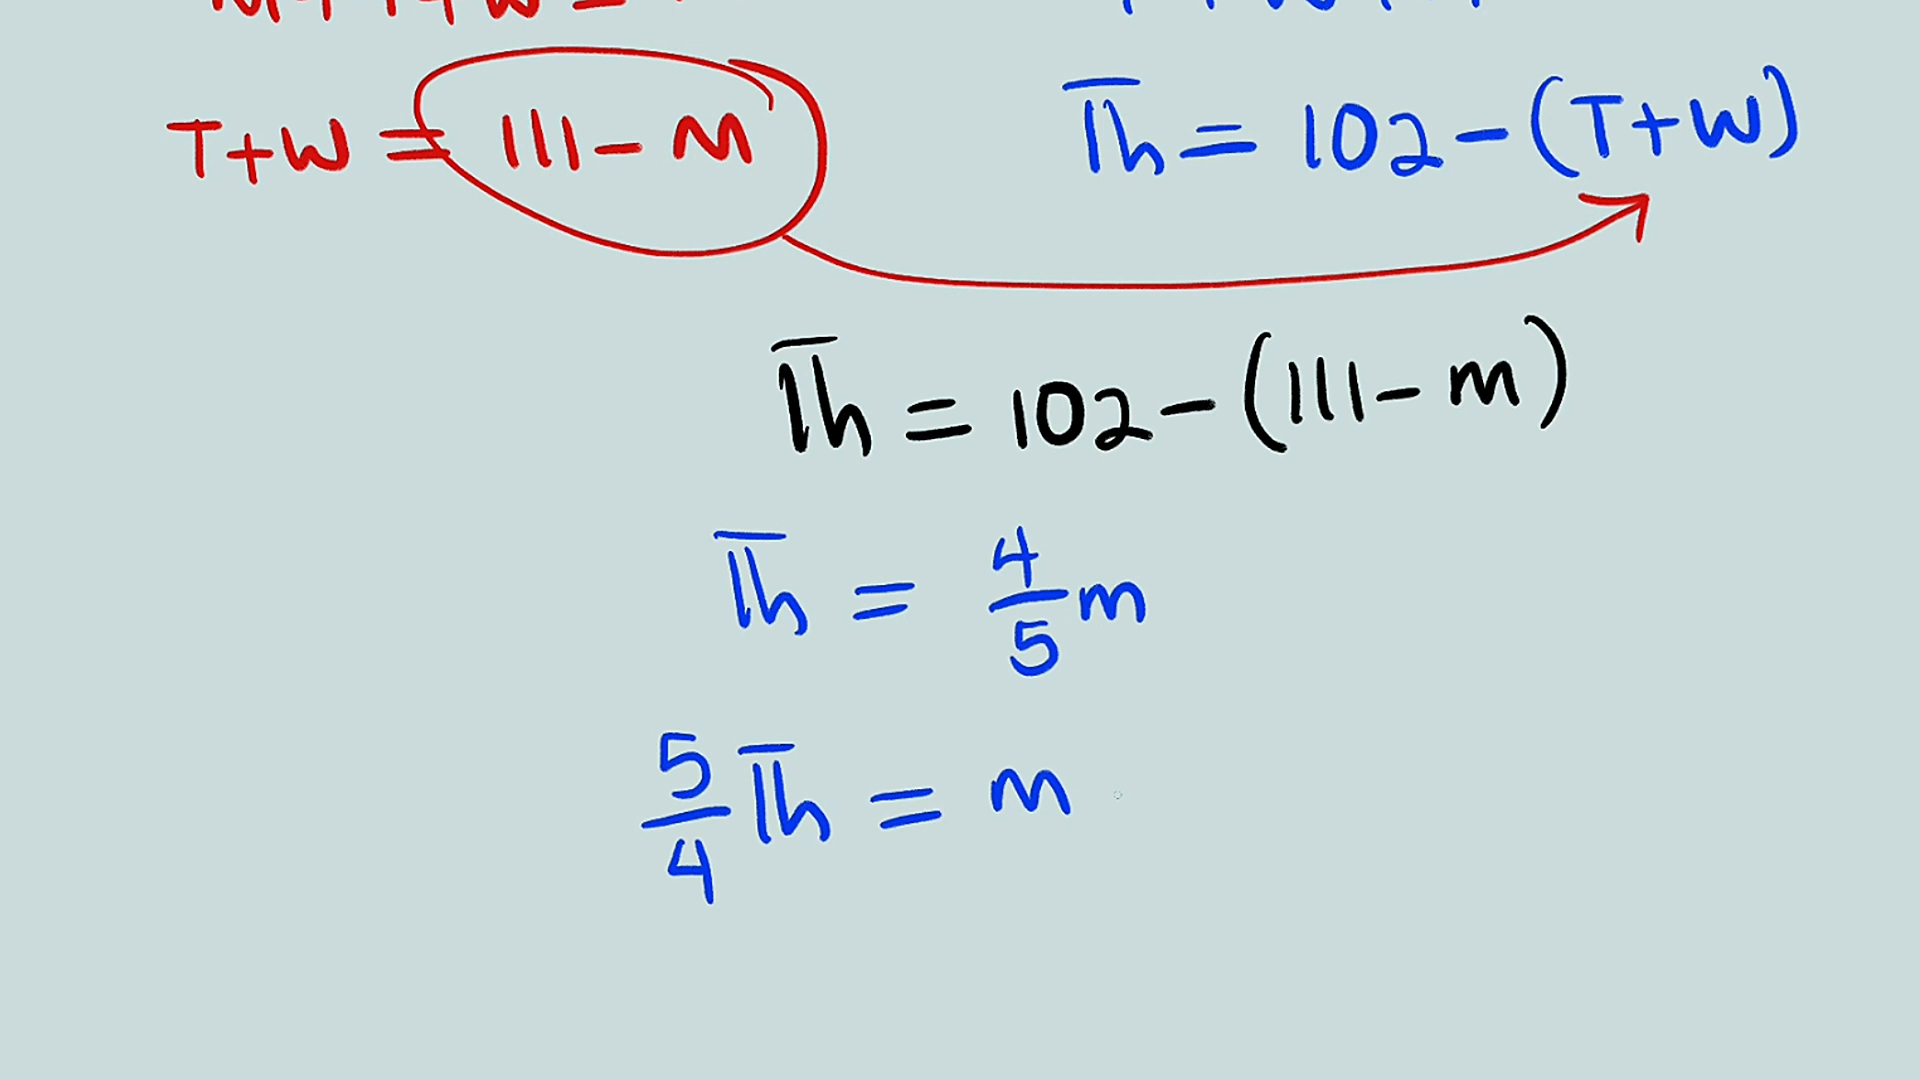 T+W = 111-M
Th = 102-(T+W)
Th = 102-(111-m)
Th = 4/5 m
5/4 Th = m